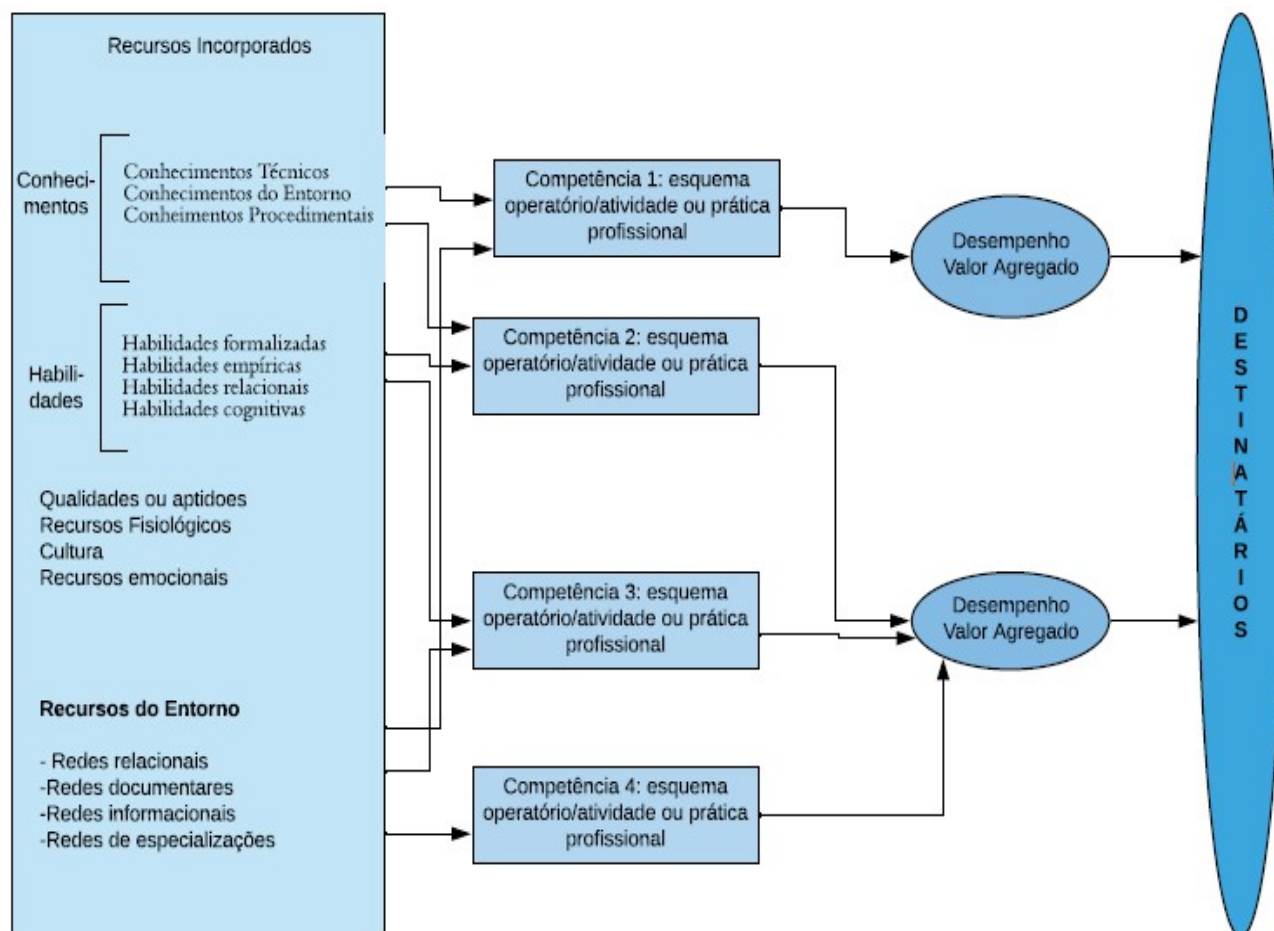 Recursos Incorporados
Conheci-
mentos
Conhecimentos Técnicos
Conhecimentos do Entorno
Conheimentos Procedimentais
Habili-
dades
Habilidades formalizadas
Habilidades empíricas
Habilidades relacionais
Habilidades cognitivas
Qualidades ou aptidoes
Recursos Fisiológicos
Cultura
Recursos emocionais
Recursos do Entorno
- Redes relacionais
-Redes documentares
-Redes informacionais
-Redes de especializações
Competência 1: esquema
operatório/atividade ou prática
profissional
Competência 2: esquema
operatório/atividade ou prática
profissional
Competência 3: esquema
operatório/atividade ou prática
profissional
Competência 4: esquema
operatório/atividade ou prática
profissional
Desempenho
Valor Agregado
Desempenho
Valor Agregado
DESTINATÁRIOS